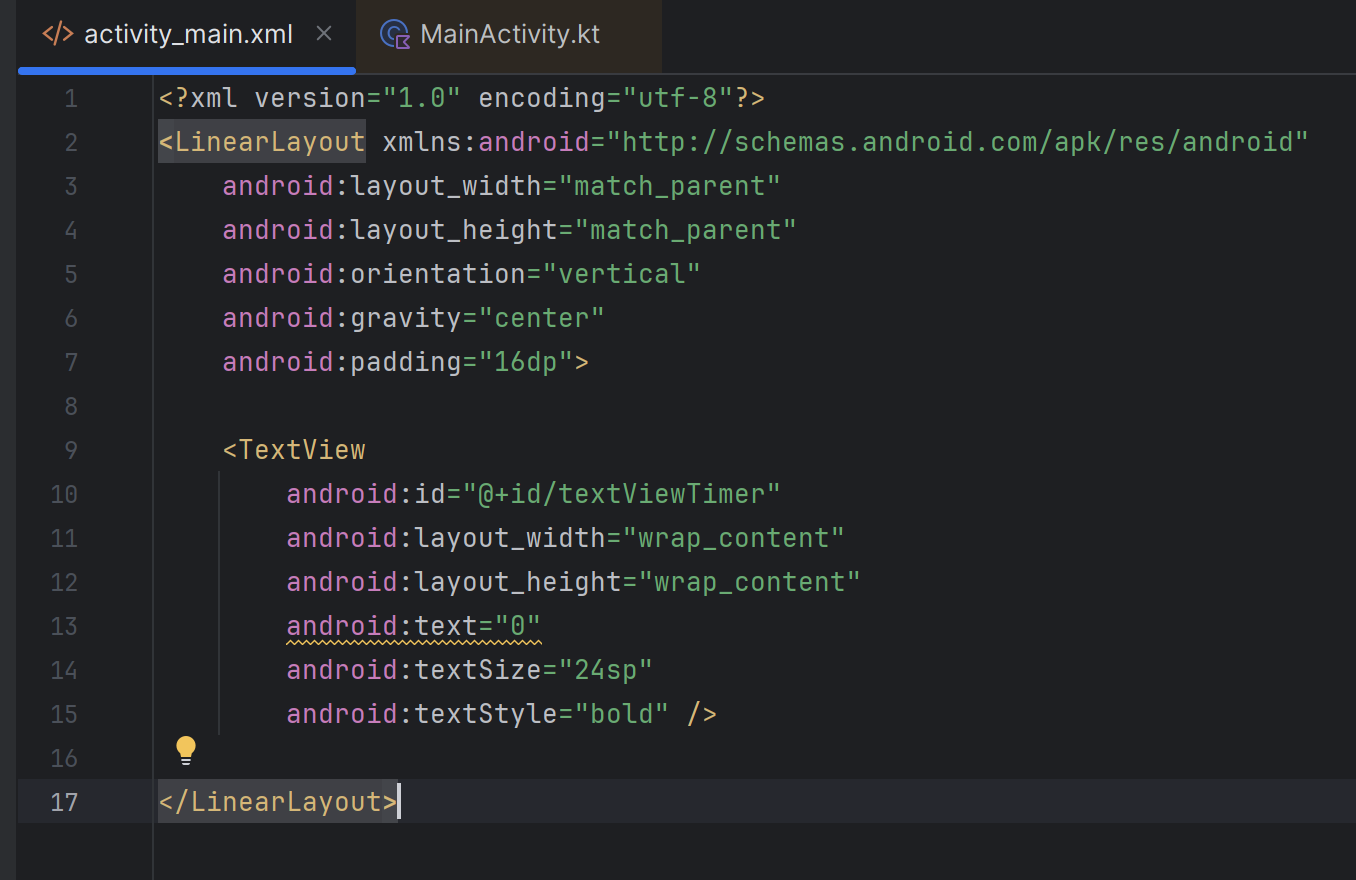 </> activity_main.xml × MainActivity.kt
1 <?xml version="1.0" encoding="utf-8"?>
2 <LinearLayout xmlns:android="http://schemas.android.com/apk/res/android"
3     android:layout_width="match_parent"
4     android:layout_height="match_parent"
5     android:orientation="vertical"
6     android:gravity="center"
7     android:padding="16dp">
8
9     <TextView
10         android:id="@+id/textViewTimer"
11         android:layout_width="wrap_content"
12         android:layout_height="wrap_content"
13         android:text="0"
14         android:textSize="24sp"
15         android:textStyle="bold" />
16
17 </LinearLayout>